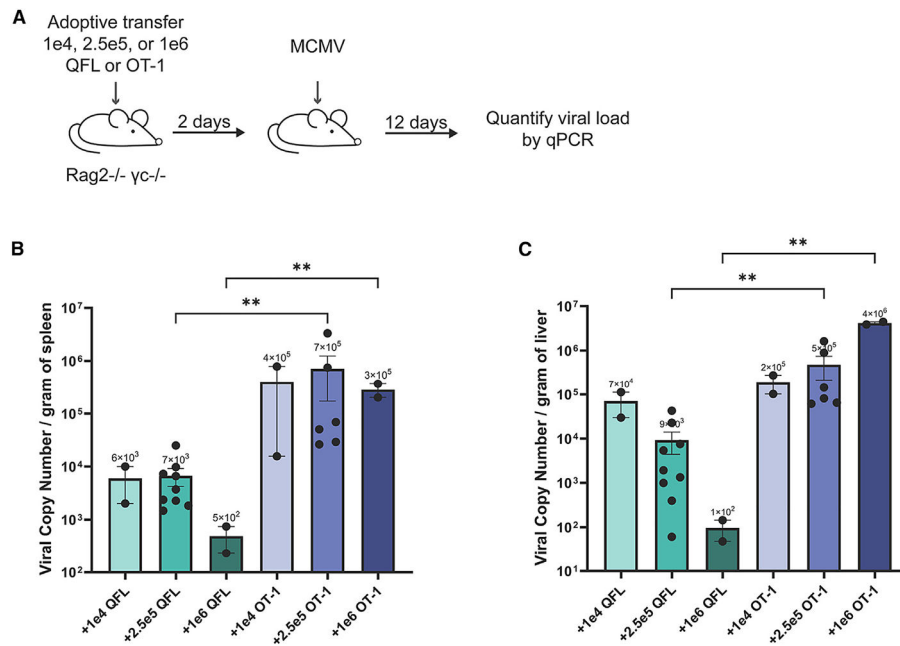 A
Adoptive transfer
1e4, 2.5e5, or 1e6
QFL or OT-1
MCMV
2 days
12 days
Quantify viral load
by qPCR
Rag2-/- γc-/-
B
**
**
Viral Copy Number / gram of spleen
10⁷
10⁶
10⁵
10⁴
10³
10²
6×10³
7×10³
5×10²
4×10⁵
7×10⁵
3×10⁵
+1e4 QFL
+2.5e5 QFL
+1e6 QFL
+1e4 OT-1
+2.5e5 OT-1
+1e6 OT-1
C
**
**
Viral Copy Number / gram of liver
10⁷
10⁶
10⁵
10⁴
10³
10²
10¹
7×10⁴
9×10³
1×10²
2×10⁵
5×10⁵
4×10⁶
+1e4 QFL
+2.5e5 QFL
+1e6 QFL
+1e4 OT-1
+2.5e5 OT-1
+1e6 OT-1